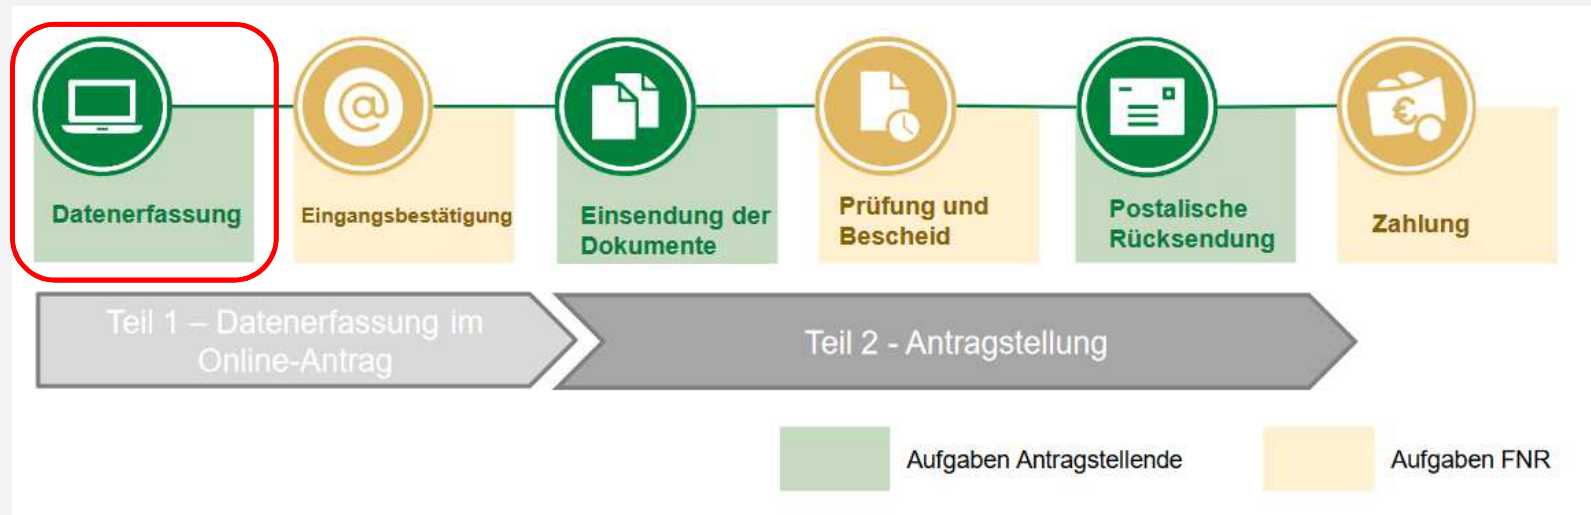 Datenerfassung
Eingangsbestätigung
Einsendung der
Dokumente
Prüfung und
Bescheid
Postalische
Rücksendung
Zahlung
Teil 1 – Datenerfassung im
Online-Antrag
Teil 2 - Antragstellung
Aufgaben Antragstellende
Aufgaben FNR